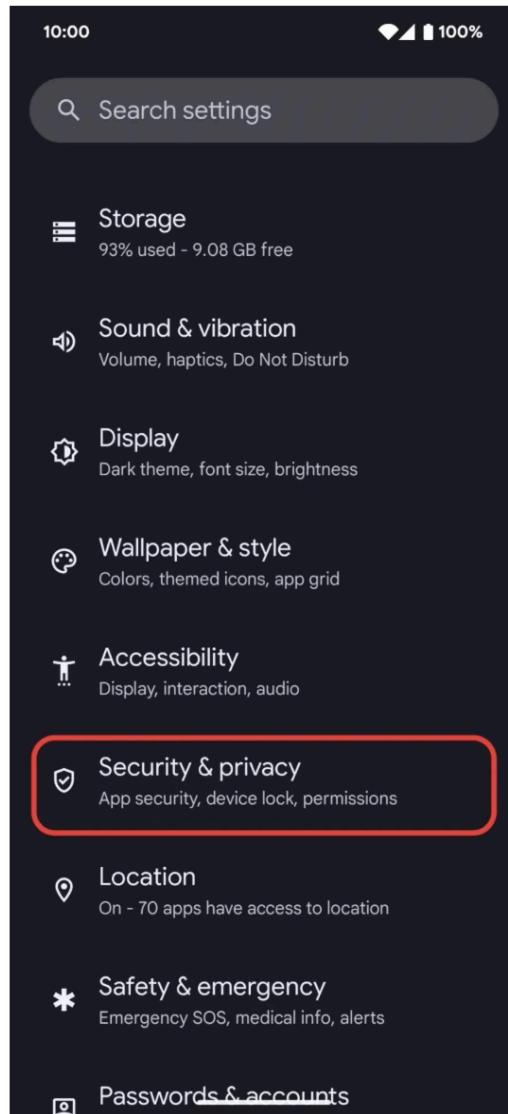 10:00
100%
Search settings
Storage
93% used - 9.08 GB free
Sound & vibration
Volume, haptics, Do Not Disturb
Display
Dark theme, font size, brightness
Wallpaper & style
Colors, themed icons, app grid
Accessibility
Display, interaction, audio
Security & privacy
App security, device lock, permissions
Location
On - 70 apps have access to location
Safety & emergency
Emergency SOS, medical info, alerts
Passwords & accounts